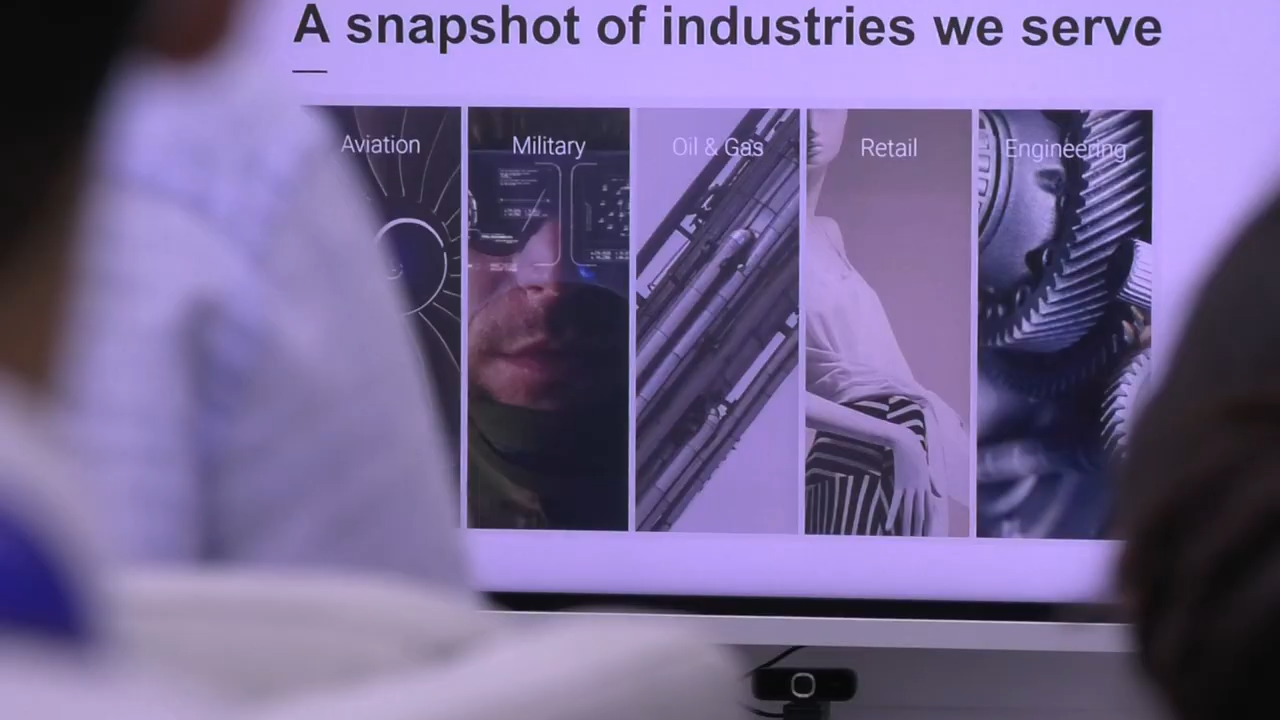 A snapshot of industries we serve
Aviation
Military
Oil & Gas
Retail
Engineering